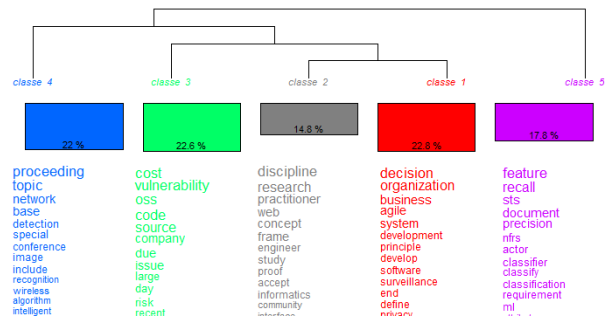 classe 4 classe 3 classe 2 classe 1 classe 5
22 % 22.6 % 14.8 % 22.8 % 17.8 %
proceeding
topic
network
base
detection
special
conference
image
include
recognition
wireless
algorithm
intelligent
cost
vulnerability
oss
code
source
company
due
issue
large
day
risk
recent
discipline
research
practitioner
web
concept
frame
engineer
study
proof
accept
informatics
community
interface
decision
organization
business
agile
system
development
principle
develop
software
surveillance
end
define
privacy
feature
recall
sts
document
precision
nfrs
actor
classifier
classify
classification
requirement
ml